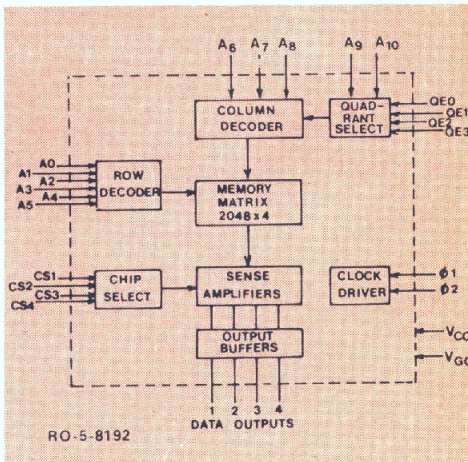 A6 A7 A8 A9 A10
COLUMN DECODER
QUAD- RANT SELECT
QE0
QE1
QE2
QE3
A0
A1
A2
A3
A4
A5
ROW DECODER
MEMORY MATRIX 2048 x 4
CS1
CS2
CS3
CS4
CHIP SELECT
SENSE AMPLIFIERS
CLOCK DRIVER
ϕ1
ϕ2
OUTPUT BUFFERS
VCC
1 2 3 4
DATA OUTPUTS
RO-5-8192